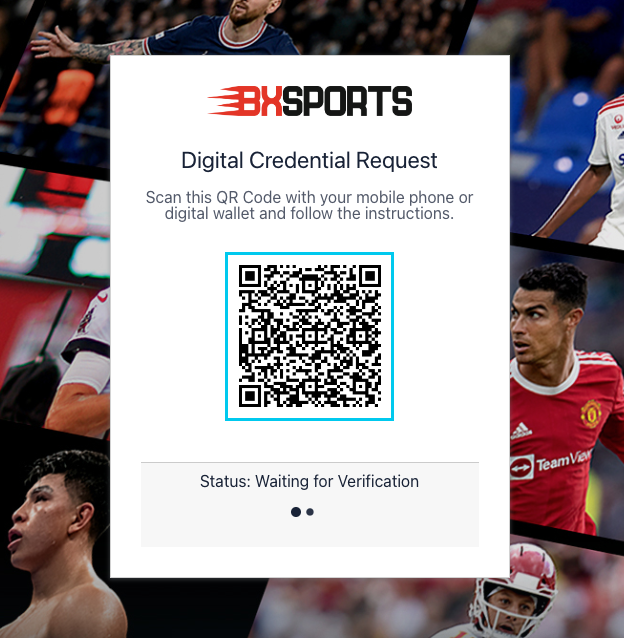 BXSPORTS
Digital Credential Request
Scan this QR Code with your mobile phone or
digital wallet and follow the instructions.
TeamView
Status: Waiting for Verification